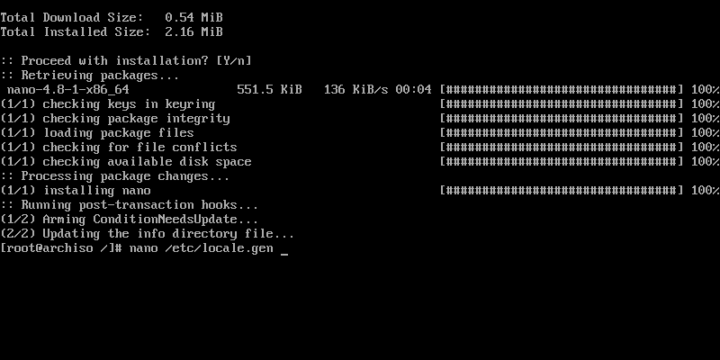 Total Download Size:   0.54 MiB
Total Installed Size:  2.16 MiB
:: Proceed with installation? [Y/n]
:: Retrieving packages...
 nano-4.8-1-x86_64               551.5 KiB   136 KiB/s 00:04 [################################] 100%
(1/1) checking keys in keyring                               [################################] 100%
(1/1) checking package integrity                             [################################] 100%
(1/1) loading package files                                  [################################] 100%
(1/1) checking for file conflicts                            [################################] 100%
(1/1) checking available disk space                          [################################] 100%
:: Processing package changes...
(1/1) installing nano                                        [################################] 100%
:: Running post-transaction hooks...
(1/2) Arming ConditionNeedsUpdate...
(2/2) Updating the info directory file...
[root@archiso /]# nano /etc/locale.gen _